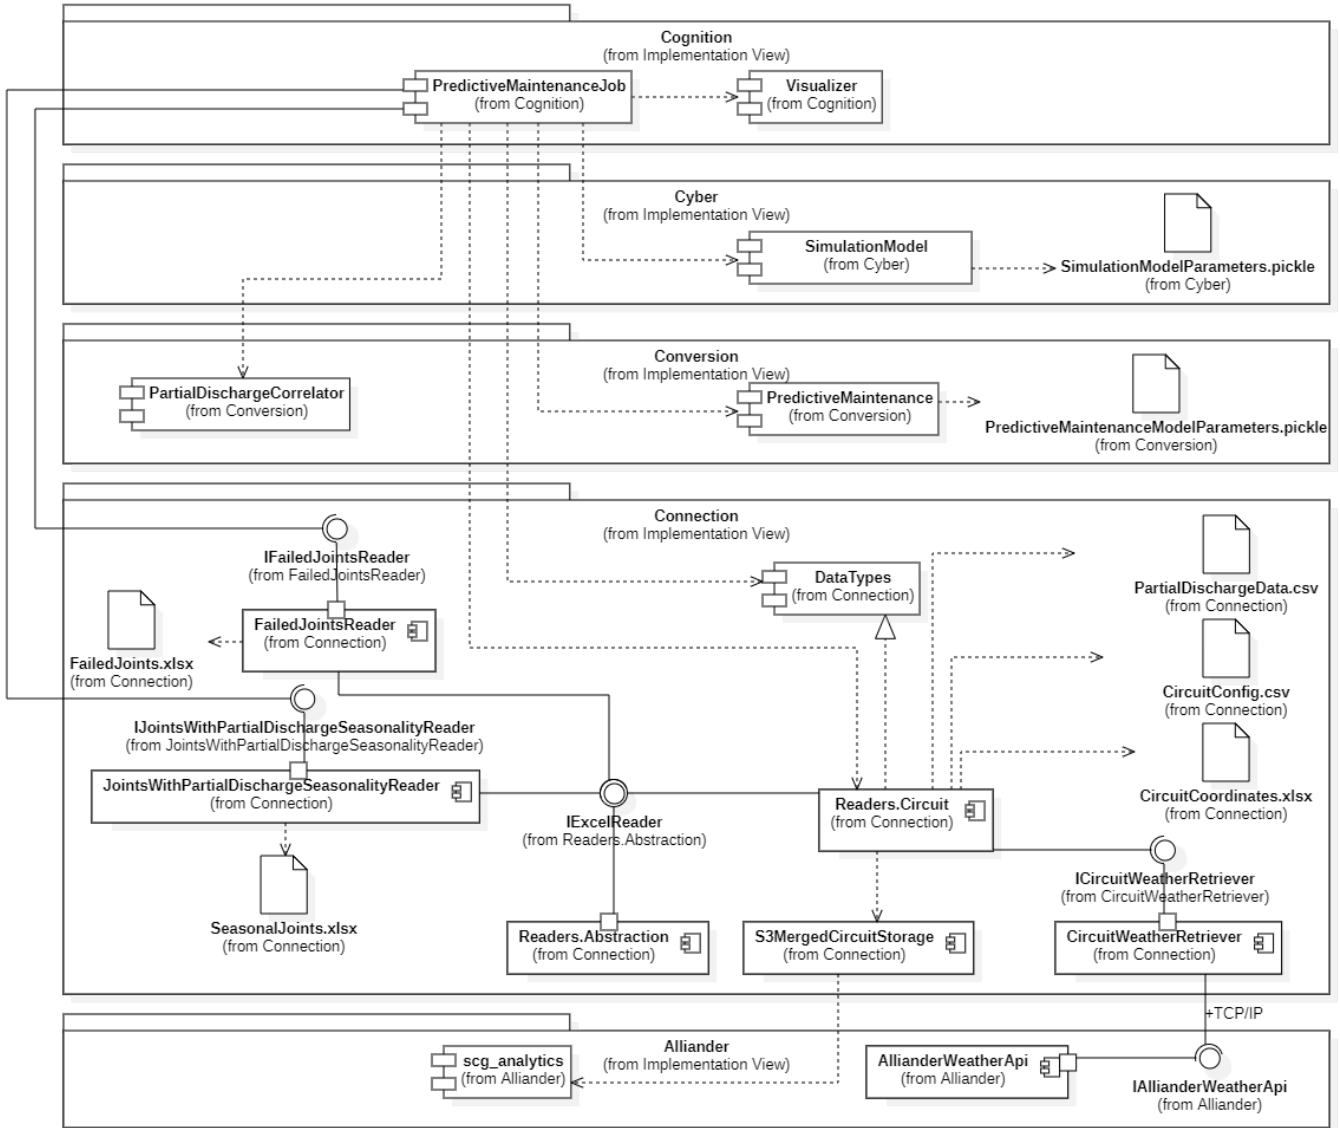 Cognition
(from Implementation View)
PredictiveMaintenanceJob
(from Cognition)
Visualizer
(from Cognition)
Cyber
(from Implementation View)
SimulationModel
(from Cyber)
SimulationModelParameters.pickle
(from Cyber)
Conversion
(from Implementation View)
PartialDischargeCorrelator
(from Conversion)
PredictiveMaintenance
(from Conversion)
PredictiveMaintenanceModelParameters.pickle
(from Conversion)
Connection
(from Implementation View)
IFailedJointsReader
(from FailedJointsReader)
DataTypes
(from Connection)
PartialDischargeData.csv
(from Connection)
FailedJointsReader
(from Connection)
FailedJoints.xlsx
(from Connection)
CircuitConfig.csv
(from Connection)
IJointsWithPartialDischargeSeasonalityReader
(from JointsWithPartialDischargeSeasonalityReader)
JointsWithPartialDischargeSeasonalityReader
(from Connection)
IExcelReader
(from Readers.Abstraction)
Readers.Circuit
(from Connection)
CircuitCoordinates.xlsx
(from Connection)
ICircuitWeatherRetriever
(from CircuitWeatherRetriever)
SeasonalJoints.xlsx
(from Connection)
Readers.Abstraction
(from Connection)
S3MergedCircuitStorage
(from Connection)
CircuitWeatherRetriever
(from Connection)
+TCP/IP
Alliander
(from Implementation View)
scg_analytics
(from Alliander)
AllianderWeatherApi
(from Alliander)
IAllianderWeatherApi
(from Alliander)